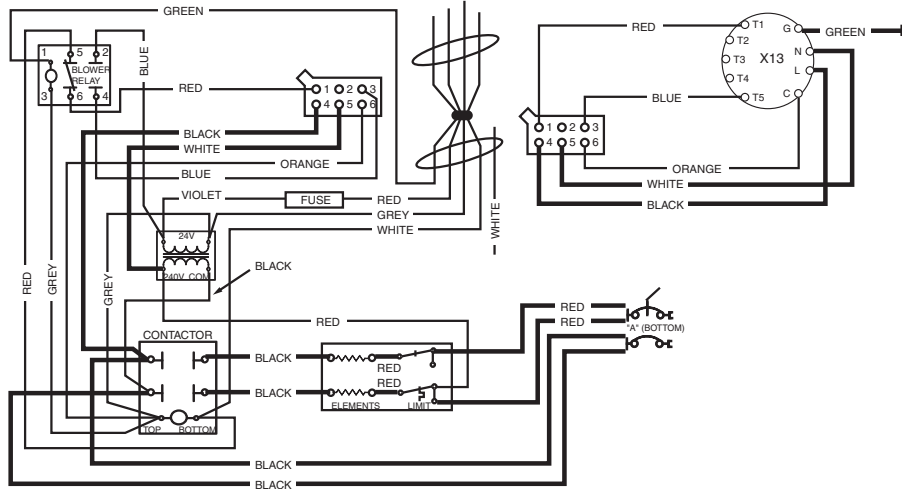 GREEN
RED
T1
G
GREEN
T2
N
T3
X13
L
T4
C
T5
1
5
2
BLOWER
RELAY
3
6
4
BLUE
RED
1
2
3
4
5
6
BLACK
WHITE
ORANGE
BLUE
VIOLET
FUSE
RED
GREY
WHITE
WHITE
BLUE
1
2
3
4
5
6
ORANGE
WHITE
BLACK
24V
240V
COM
BLACK
RED
GREY
GREY
RED
RED
RED
"A" (BOTTOM)
CONTACTOR
BLACK
RED
BLACK
RED
ELEMENTS
LIMIT
TOP
BOTTOM
BLACK
BLACK